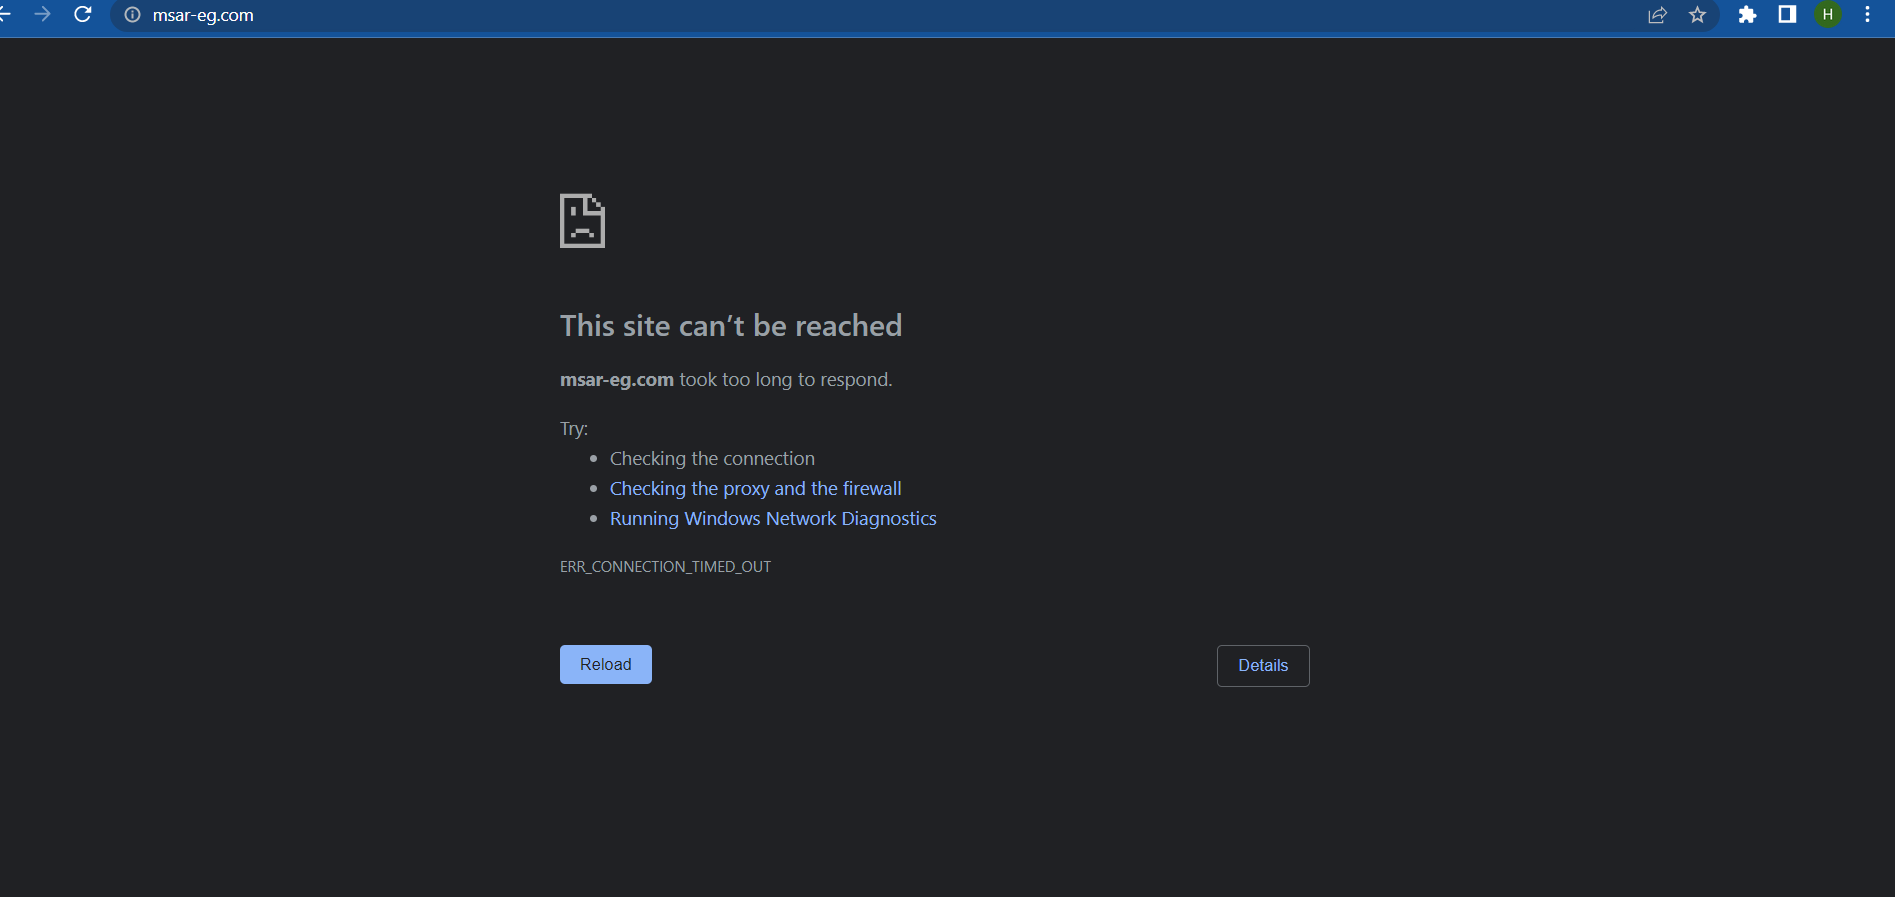 msar-eg.com
H
This site can’t be reached
msar-eg.com took too long to respond.
Try:
Checking the connection
Checking the proxy and the firewall
Running Windows Network Diagnostics
ERR_CONNECTION_TIMED_OUT
Reload
Details